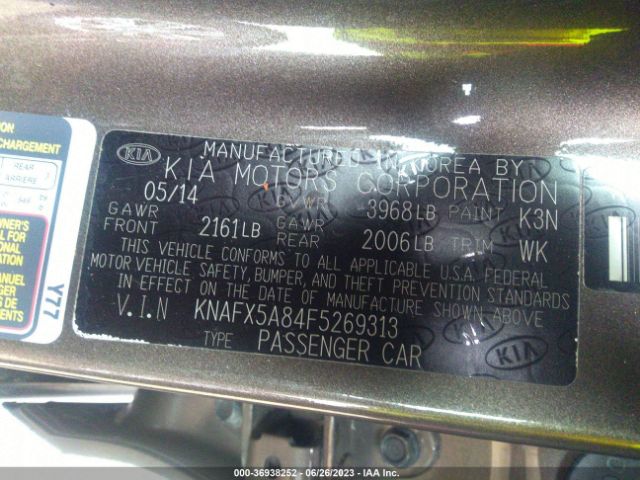 KIA MANUFACTURED IN KOREA BY
KIA MOTORS CORPORATION
05/14 GVWR 3968LB PAINT K3N
GAWR FRONT 2161LB GAWR REAR 2006LB TRIM WK
THIS VEHICLE CONFORMS TO ALL APPLICABLE U.S.A. FEDERAL
MOTOR VEHICLE SAFETY, BUMPER, AND THEFT PREVENTION STANDARDS
IN EFFECT ON THE DATE OF MANUFACTURE SHOWN ABOVE
V.I.N KNAFX5A84F5269313
TYPE PASSENGER CAR
KIA
Y77
CHARGEMENT
REAR
ARRIERE
MANUEL
000-36938252 - 06/26/2023 - IAA Inc.